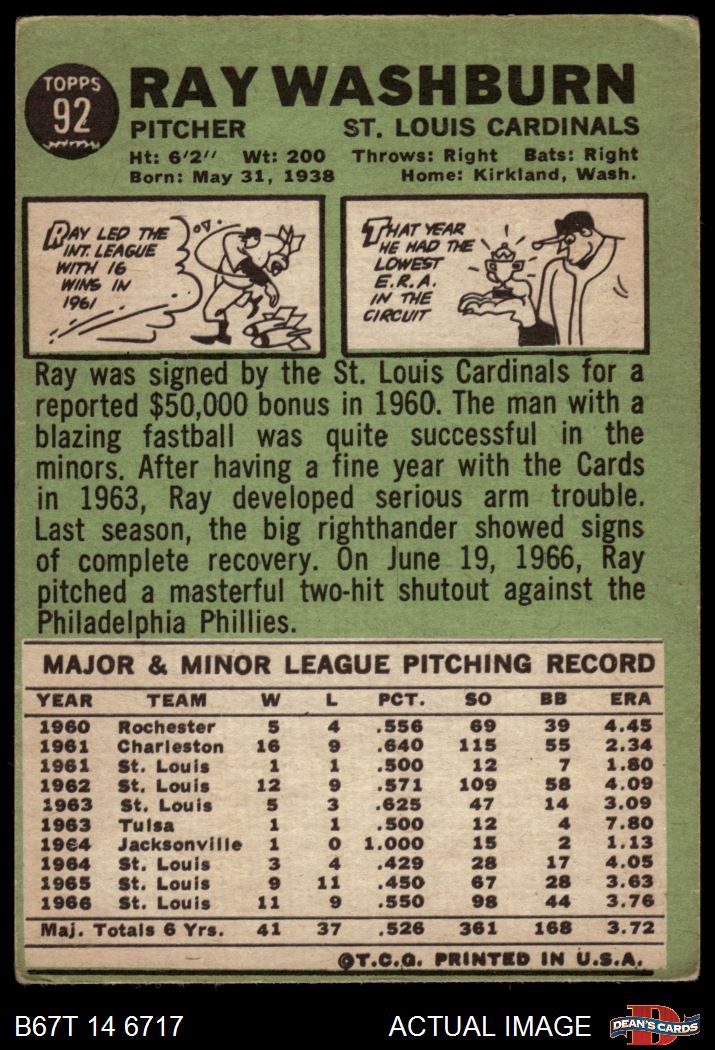 TOPPS
92
RAY WASHBURN
PITCHER ST. LOUIS CARDINALS
Ht: 6'2'' Wt: 200 Throws: Right Bats: Right
Born: May 31, 1938 Home: Kirkland, Wash.
RAY LED THE
INT. LEAGUE
WITH 16
WINS IN
1961
THAT YEAR
HE HAD THE
LOWEST
E.R.A.
IN THE
CIRCUIT
Ray was signed by the St. Louis Cardinals for a
reported $50,000 bonus in 1960. The man with a
blazing fastball was quite successful in the
minors. After having a fine year with the Cards
in 1963, Ray developed serious arm trouble.
Last season, the big righthander showed signs
of complete recovery. On June 19, 1966, Ray
pitched a masterful two-hit shutout against the
Philadelphia Phillies.
MAJOR & MINOR LEAGUE PITCHING RECORD
YEAR TEAM W L PCT. SO BB ERA
1960 Rochester 5 4 .556 69 39 4.45
1961 Charleston 16 9 .640 115 55 2.34
1961 St. Louis 1 1 .500 12 7 1.80
1962 St. Louis 12 9 .571 109 58 4.09
1963 St. Louis 5 3 .625 47 14 3.09
1963 Tulsa 1 1 .500 12 4 7.80
1964 Jacksonville 1 0 1.000 15 2 1.13
1964 St. Louis 3 4 .429 28 17 4.05
1965 St. Louis 9 11 .450 67 28 3.63
1966 St. Louis 11 9 .550 98 44 3.76
Maj. Totals 6 Yrs. 41 37 .526 361 168 3.72
©T.C.G. PRINTED IN U.S.A.
B67T 14 6717 ACTUAL IMAGE
D
DEAN'S CARDS